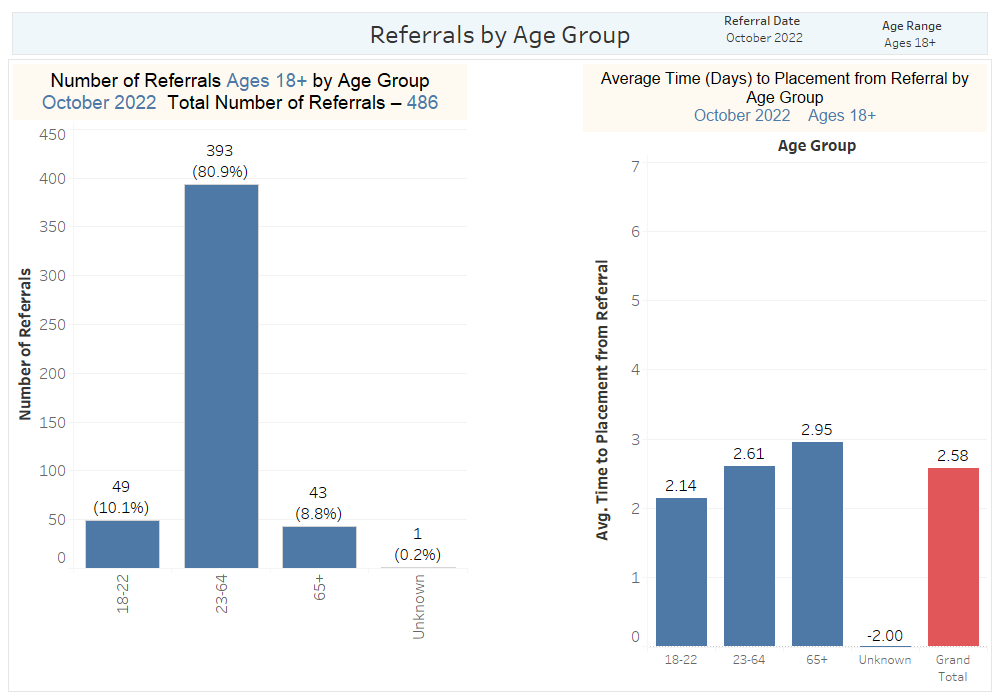 Referrals by Age Group
Referral Date
October 2022
Age Range
Ages 18+
Number of Referrals Ages 18+ by Age Group
October 2022 Total Number of Referrals – 486
Number of Referrals
450
400
350
300
250
200
150
100
50
0
49
(10.1%)
393
(80.9%)
43
(8.8%)
1
(0.2%)
18-22
23-64
65+
Unknown
Average Time (Days) to Placement from Referral by
Age Group
October 2022 Ages 18+
Age Group
Avg. Time to Placement from Referral
7
6
5
4
3
2
1
0
2.14
2.61
2.95
-2.00
2.58
18-22
23-64
65+
Unknown
Grand
Total